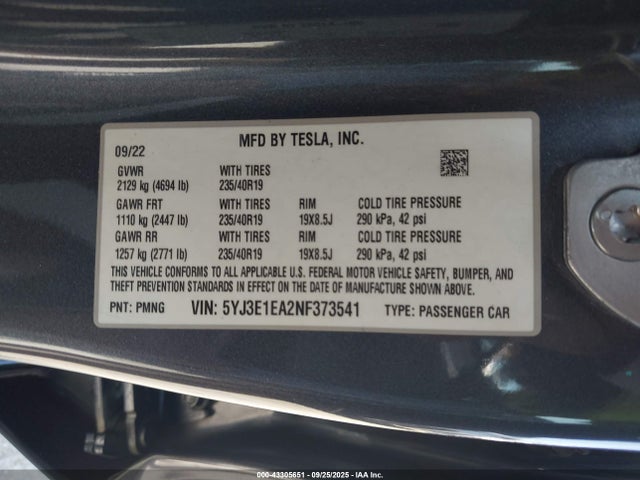 MFD BY TESLA, INC.
09/22
GVWR WITH TIRES
2129 kg (4694 lb) 235/40R19
GAWR FRT WITH TIRES RIM COLD TIRE PRESSURE
1110 kg (2447 lb) 235/40R19 19X8.5J 290 kPa, 42 psi
GAWR RR WITH TIRES RIM COLD TIRE PRESSURE
1257 kg (2771 lb) 235/40R19 19X8.5J 290 kPa, 42 psi
THIS VEHICLE CONFORMS TO ALL APPLICABLE U.S. FEDERAL MOTOR VEHICLE SAFETY, BUMPER, AND
THEFT PREVENTION STANDARDS IN EFFECT ON THE DATE OF MANUFACTURE SHOWN ABOVE.
PNT: PMNG VIN: 5YJ3E1EA2NF373541 TYPE: PASSENGER CAR
000-43305651 - 09/25/2025 - IAA Inc.